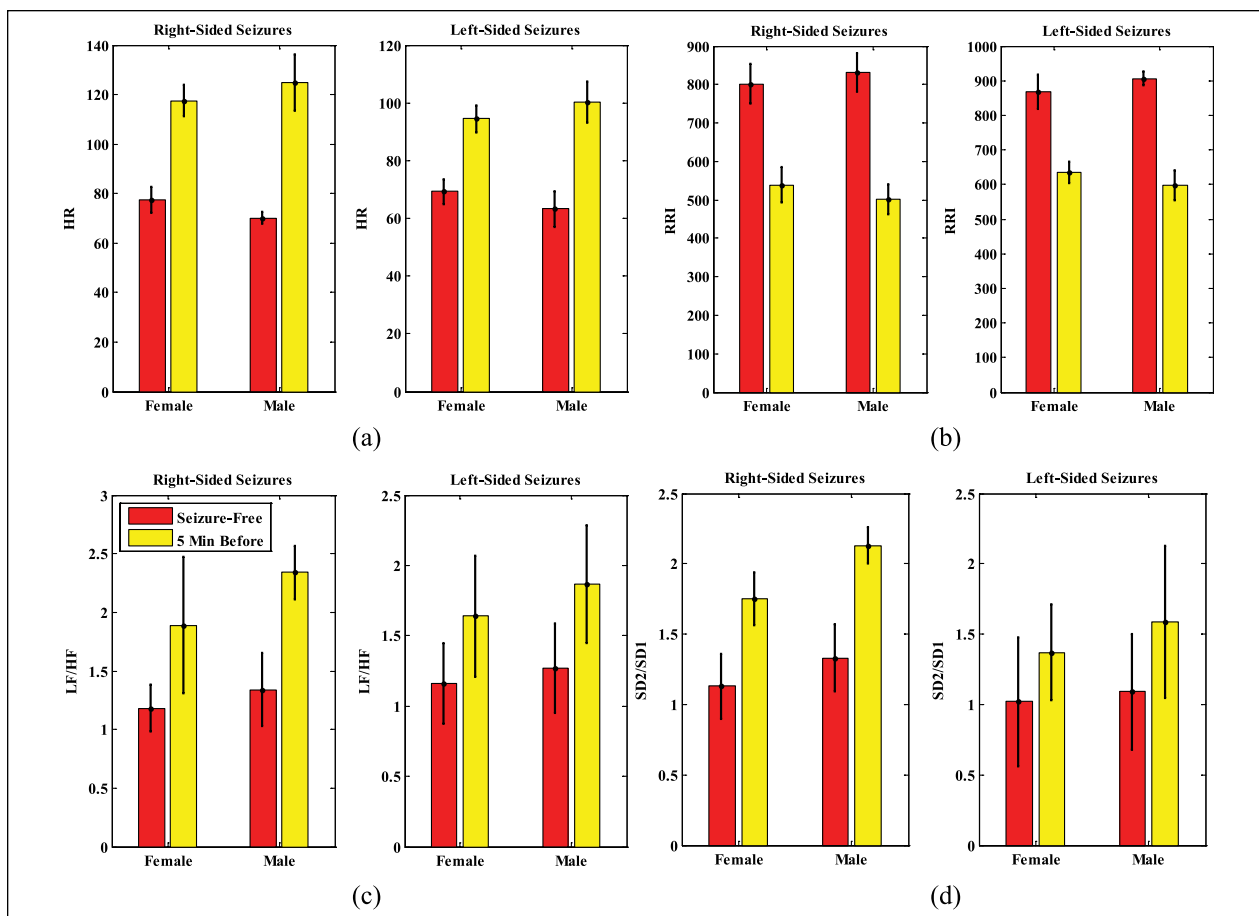 Right-Sided Seizures
140
120
100
80
60
40
20
0
HR
Female Male
Left-Sided Seizures
120
100
80
60
40
20
0
HR
Female Male
(a)
Right-Sided Seizures
900
800
700
600
500
400
300
200
100
0
RRI
Female Male
Left-Sided Seizures
1000
900
800
700
600
500
400
300
200
100
0
RRI
Female Male
(b)
Right-Sided Seizures
3
2.5
2
1.5
1
0.5
0
LF/HF
Seizure-Free
5 Min Before
Female Male
Left-Sided Seizures
2.5
2
1.5
1
0.5
0
LF/HF
Female Male
(c)
Right-Sided Seizures
2.5
2
1.5
1
0.5
0
SD2/SD1
Female Male
Left-Sided Seizures
2.5
2
1.5
1
0.5
0
SD2/SD1
Female Male
(d)